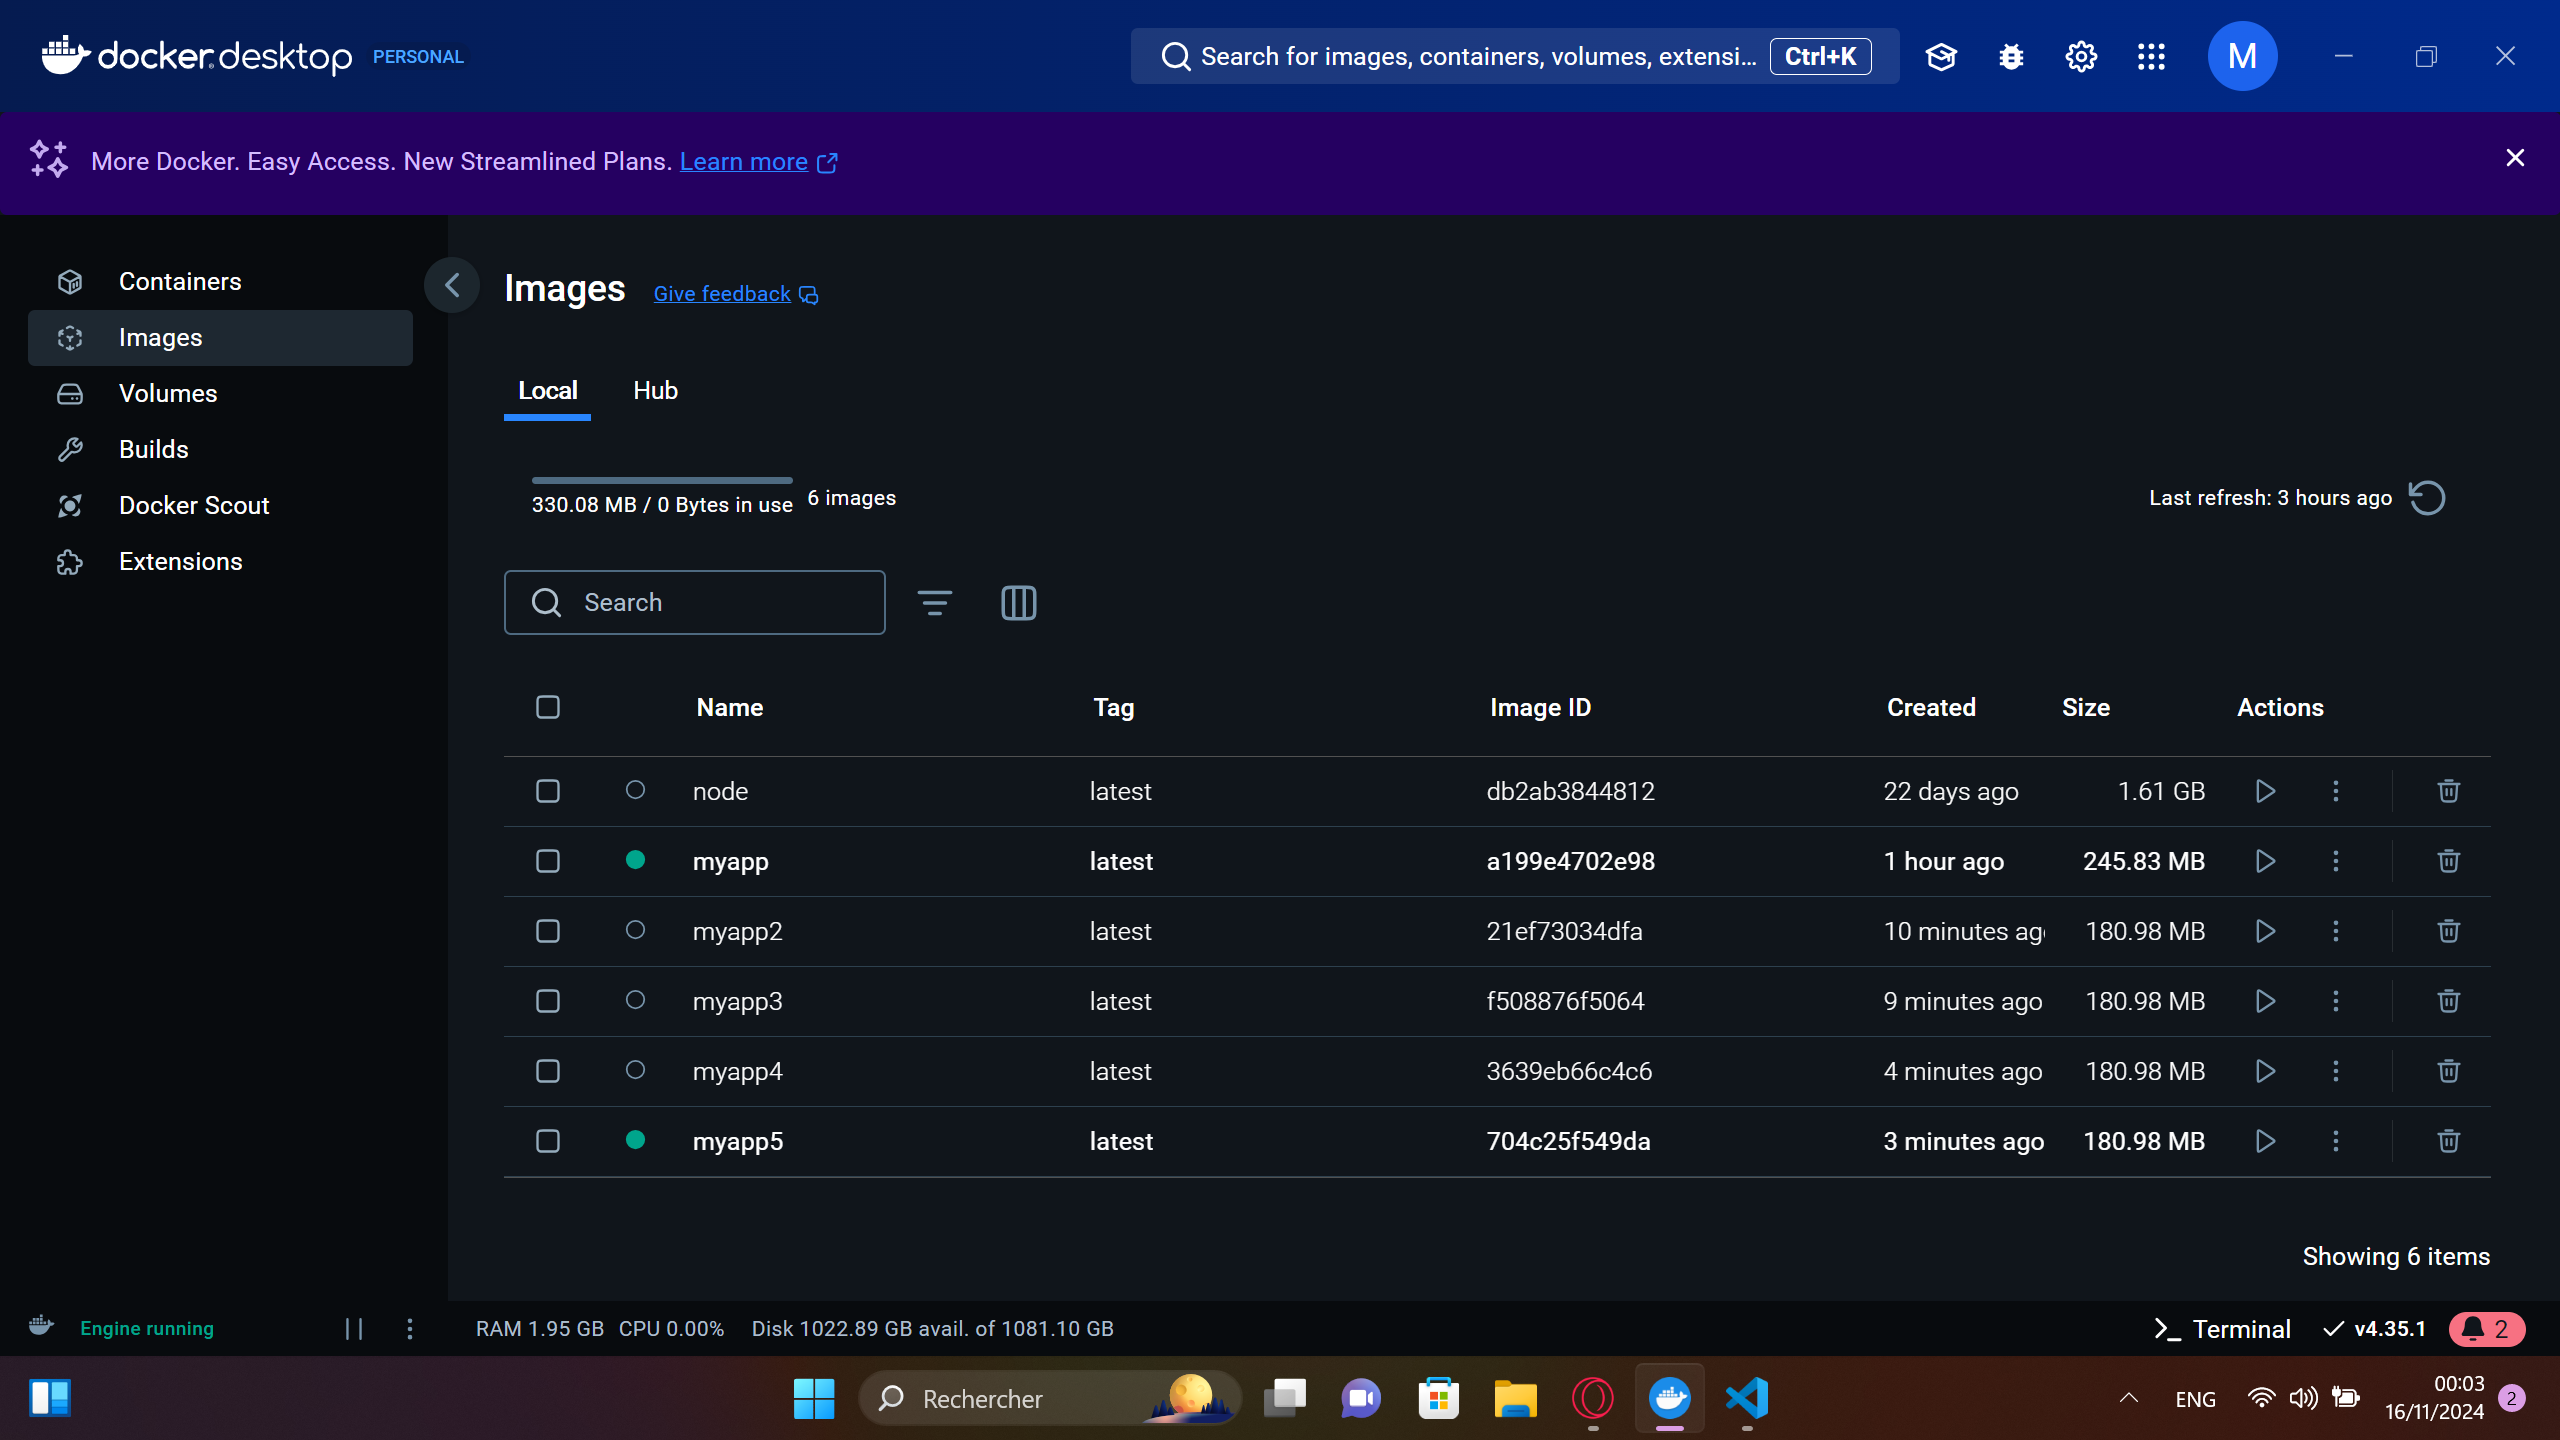 docker desktop PERSONAL
Search for images, containers, volumes, extensi... Ctrl+K
M
More Docker. Easy Access. New Streamlined Plans. Learn more
Containers
Images
Volumes
Builds
Docker Scout
Extensions
Images Give feedback
Local Hub
330.08 MB / 0 Bytes in use 6 images
Last refresh: 3 hours ago
Search
Name Tag Image ID Created Size Actions
node latest db2ab3844812 22 days ago 1.61 GB
myapp latest a199e4702e98 1 hour ago 245.83 MB
myapp2 latest 21ef73034dfa 10 minutes ag 180.98 MB
myapp3 latest f508876f5064 9 minutes ago 180.98 MB
myapp4 latest 3639eb66c4c6 4 minutes ago 180.98 MB
myapp5 latest 704c25f549da 3 minutes ago 180.98 MB
Showing 6 items
Engine running RAM 1.95 GB CPU 0.00% Disk 1022.89 GB avail. of 1081.10 GB Terminal v4.35.1 2
Rechercher
ENG
00:03
16/11/2024
2